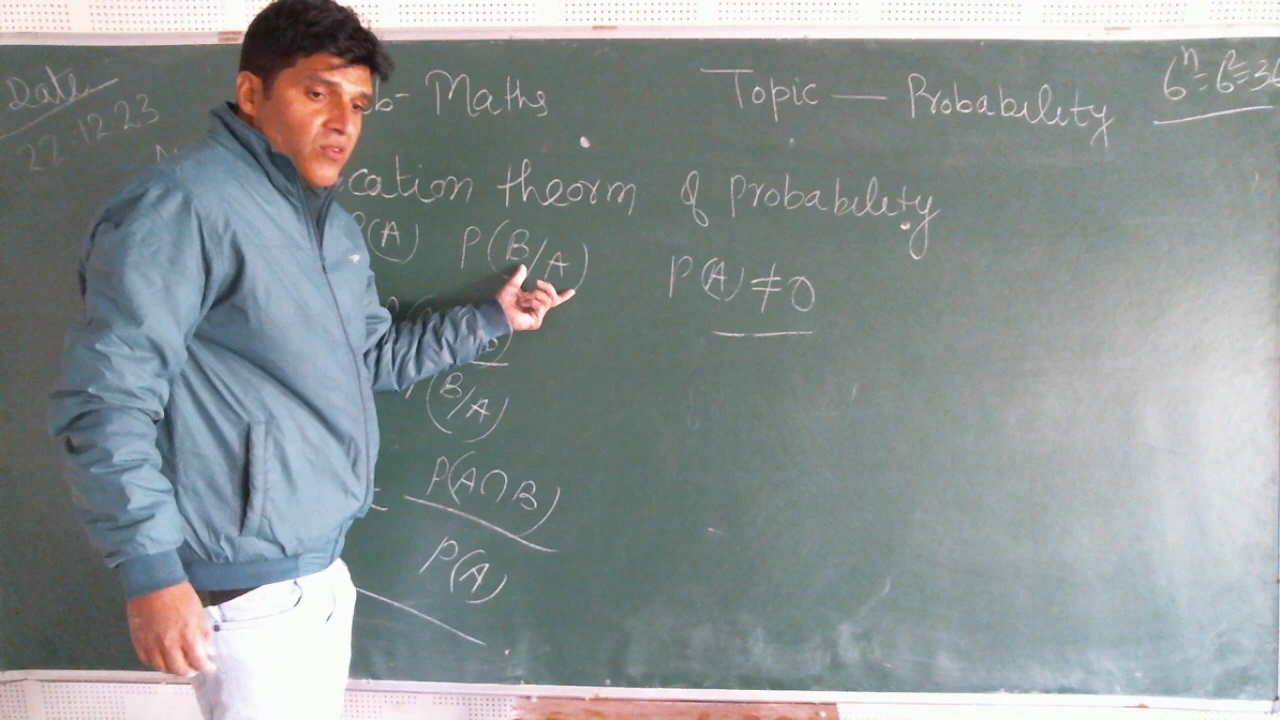 Date
22.12.23
b- Maths
Topic — Probability
6ⁿ = 6² = 36
cation theorm of probability
P(A) P(B/A) P(A) ≠ 0
B)
(B/A)
P(A∩B)
P(A)